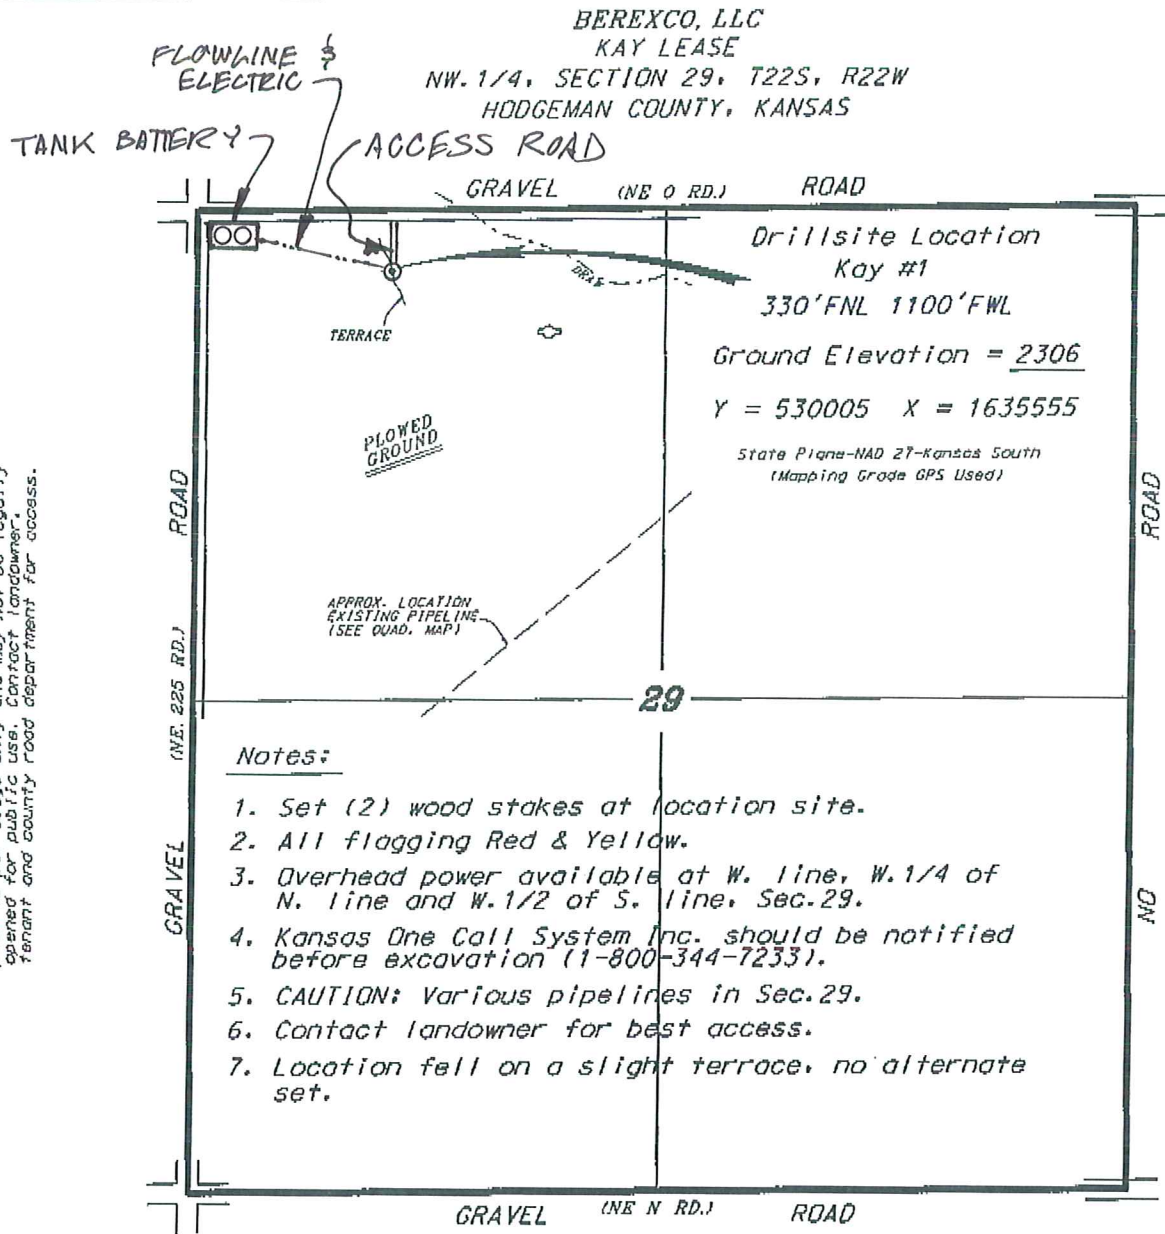 BEREXCO, LLC
KAY LEASE
NW. 1/4, SECTION 29, T22S, R22W
HODGEMAN COUNTY, KANSAS
FLOWLINE &
ELECTRIC
TANK BATTERY
ACCESS ROAD
GRAVEL (NE O RD.) ROAD
Drillsite Location
Kay #1
330'FNL 1100'FWL
Ground Elevation = 2306
Y = 530005 X = 1635555
State Plane-NAD 27-Kansas South
(Mapping Grade GPS Used)
DRAW
TERRACE
PLOWED
GROUND
APPROX. LOCATION
EXISTING PIPELINE
(SEE QUAD. MAP)
29
GRAVEL (NE. 225 RD.) ROAD
NO ROAD
opened for public use. Contact landowner,
tenant and county road department for access.
Notes:
1. Set (2) wood stakes at location site.
2. All flagging Red & Yellow.
3. Overhead power available at W. line, W.1/4 of
N. line and W.1/2 of S. line, Sec.29.
4. Kansas One Call System Inc. should be notified
before excavation (1-800-344-7233).
5. CAUTION: Various pipelines in Sec.29.
6. Contact landowner for best access.
7. Location fell on a slight terrace, no alternate
set.
GRAVEL (NE N RD.) ROAD